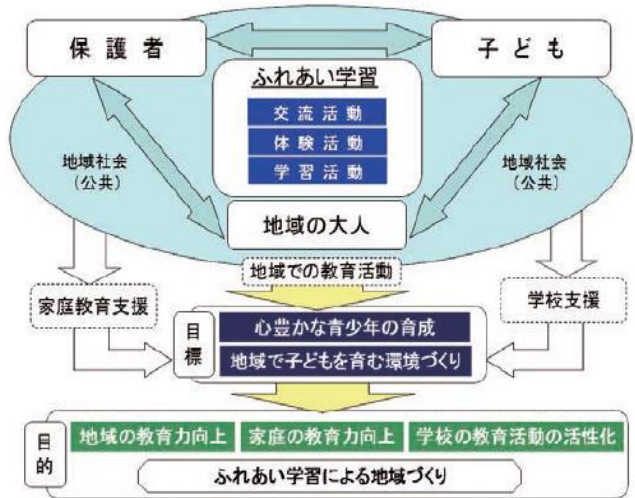 保護者
子ども
ふれあい学習
交流活動
体験活動
学習活動
地域社会
（公共）
地域社会
（公共）
地域の大人
地域での教育活動
家庭教育支援
学校支援
目標
心豊かな青少年の育成
地域で子どもを育む環境づくり
目的
地域の教育力向上
家庭の教育力向上
学校の教育活動の活性化
ふれあい学習による地域づくり